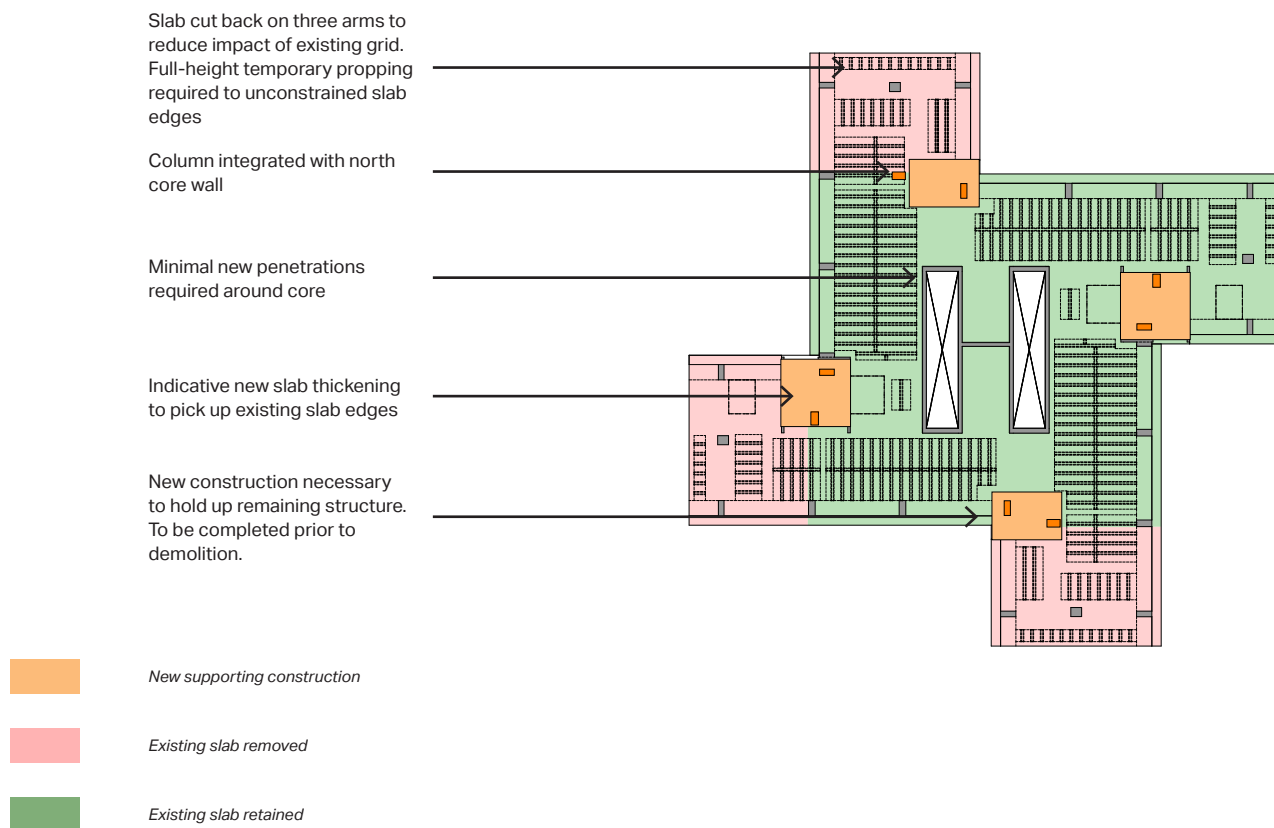 Slab cut back on three arms to
reduce impact of existing grid.
Full-height temporary propping
required to unconstrained slab
edges
Column integrated with north
core wall
Minimal new penetrations
required around core
Indicative new slab thickening
to pick up existing slab edges
New construction necessary
to hold up remaining structure.
To be completed prior to
demolition.
New supporting construction
Existing slab removed
Existing slab retained